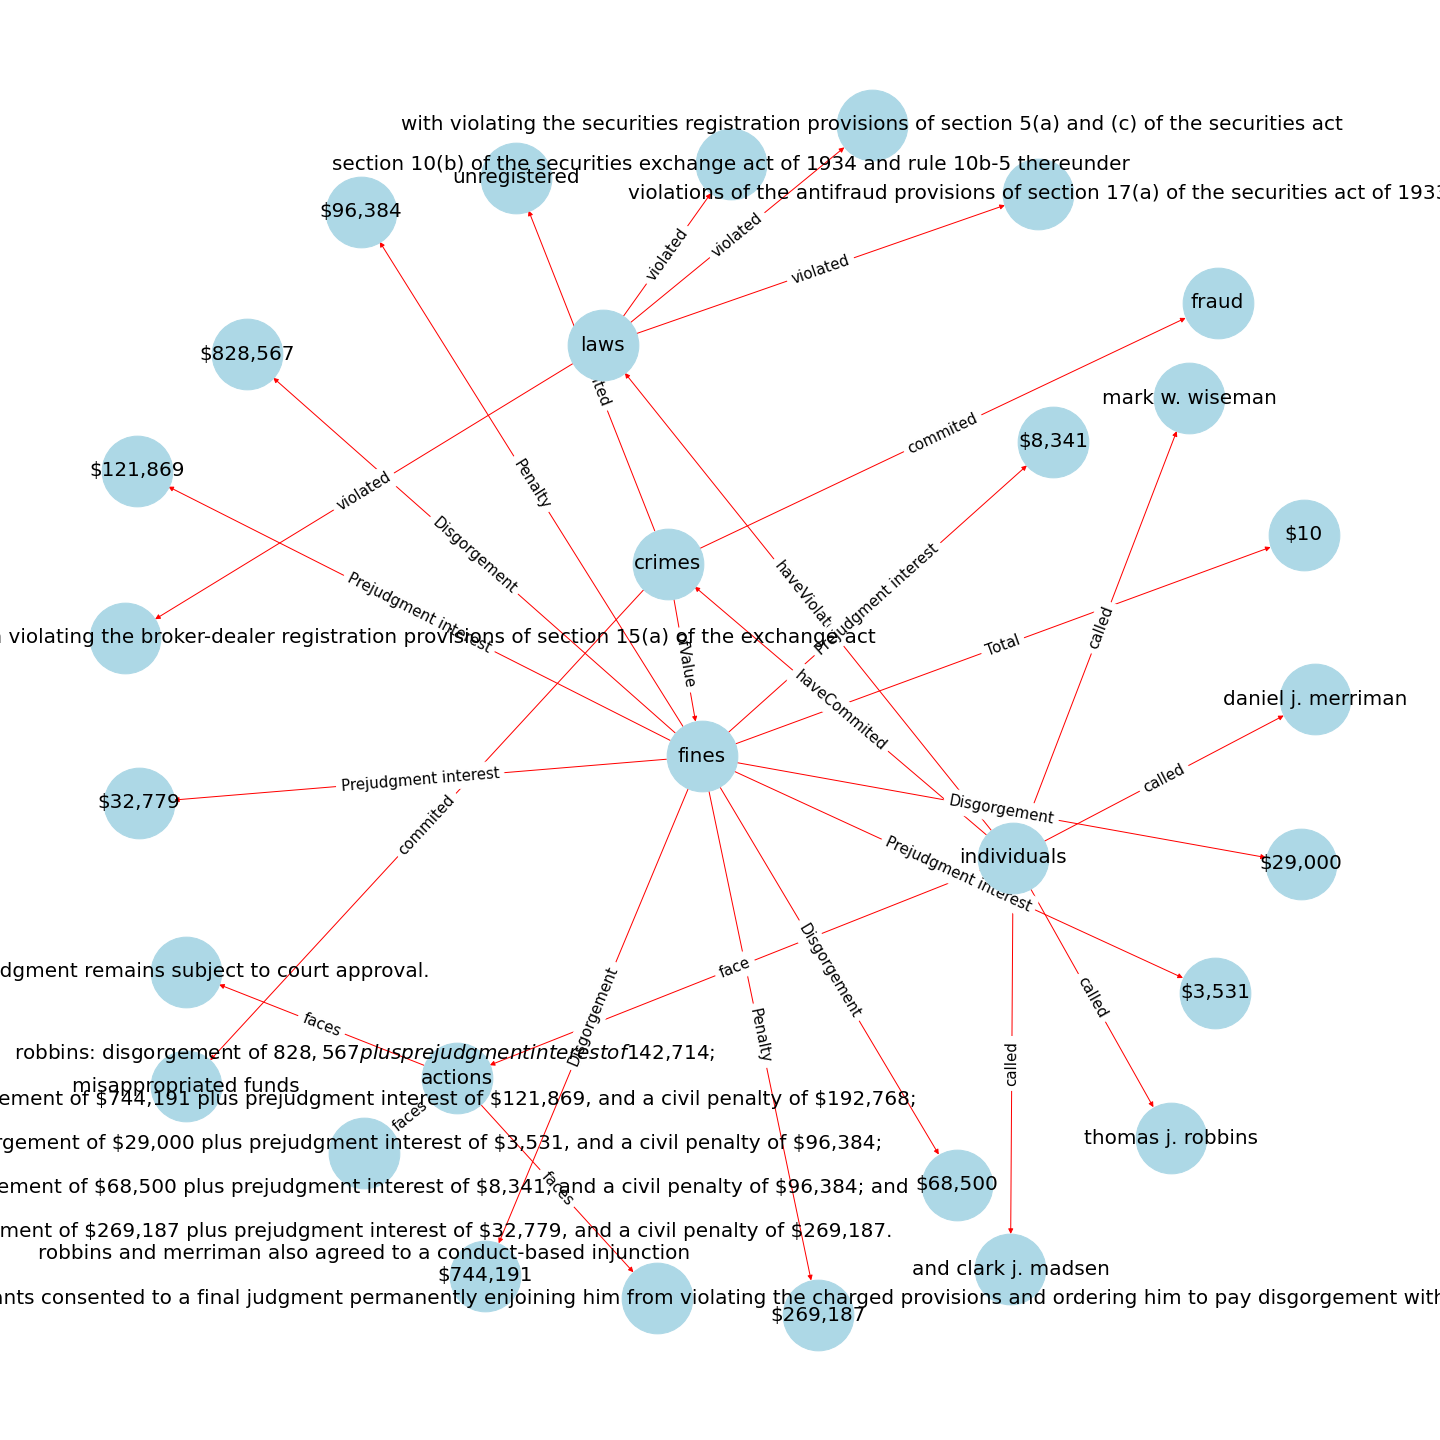 with violating the securities registration provisions of section 5(a) and (c) of the securities act
section 10(b) of the securities exchange act of 1934 and rule 10b-5 thereunder
unregistered
violations of the antifraud provisions of section 17(a) of the securities act of 1933
$96,384
violated
violated
violated
fraud
laws
$828,567
mark w. wiseman
commited
$8,341
$121,869
violated
Penalty
$10
Disgorgement
crimes
haveViolat
Prejudgment interest
Prejudgment interest
called
violating the broker-dealer registration provisions of section 15(a) of the exchange act
Total
ofValue
haveCommited
daniel j. merriman
fines
Prejudgment interest
called
$32,779
Disgorgement
commited
individuals
$29,000
Prejudgment interest
Disgorgement
face
dgment remains subject to court approval.
$3,531
called
faces
Disgorgement
Penalty
called
robbins: disgorgement of 828,567plusprejudgmentinterestof142,714;
actions
misappropriated funds
ement of $744,191 plus prejudgment interest of $121,869, and a civil penalty of $192,768;
faces
thomas j. robbins
rgement of $29,000 plus prejudgment interest of $3,531, and a civil penalty of $96,384;
faces
ement of $68,500 plus prejudgment interest of $8,341, and a civil penalty of $96,384; and
$68,500
ment of $269,187 plus prejudgment interest of $32,779, and a civil penalty of $269,187.
robbins and merriman also agreed to a conduct-based injunction
$744,191
and clark j. madsen
ants consented to a final judgment permanently enjoining him from violating the charged provisions and ordering him to pay disgorgement with
$269,187